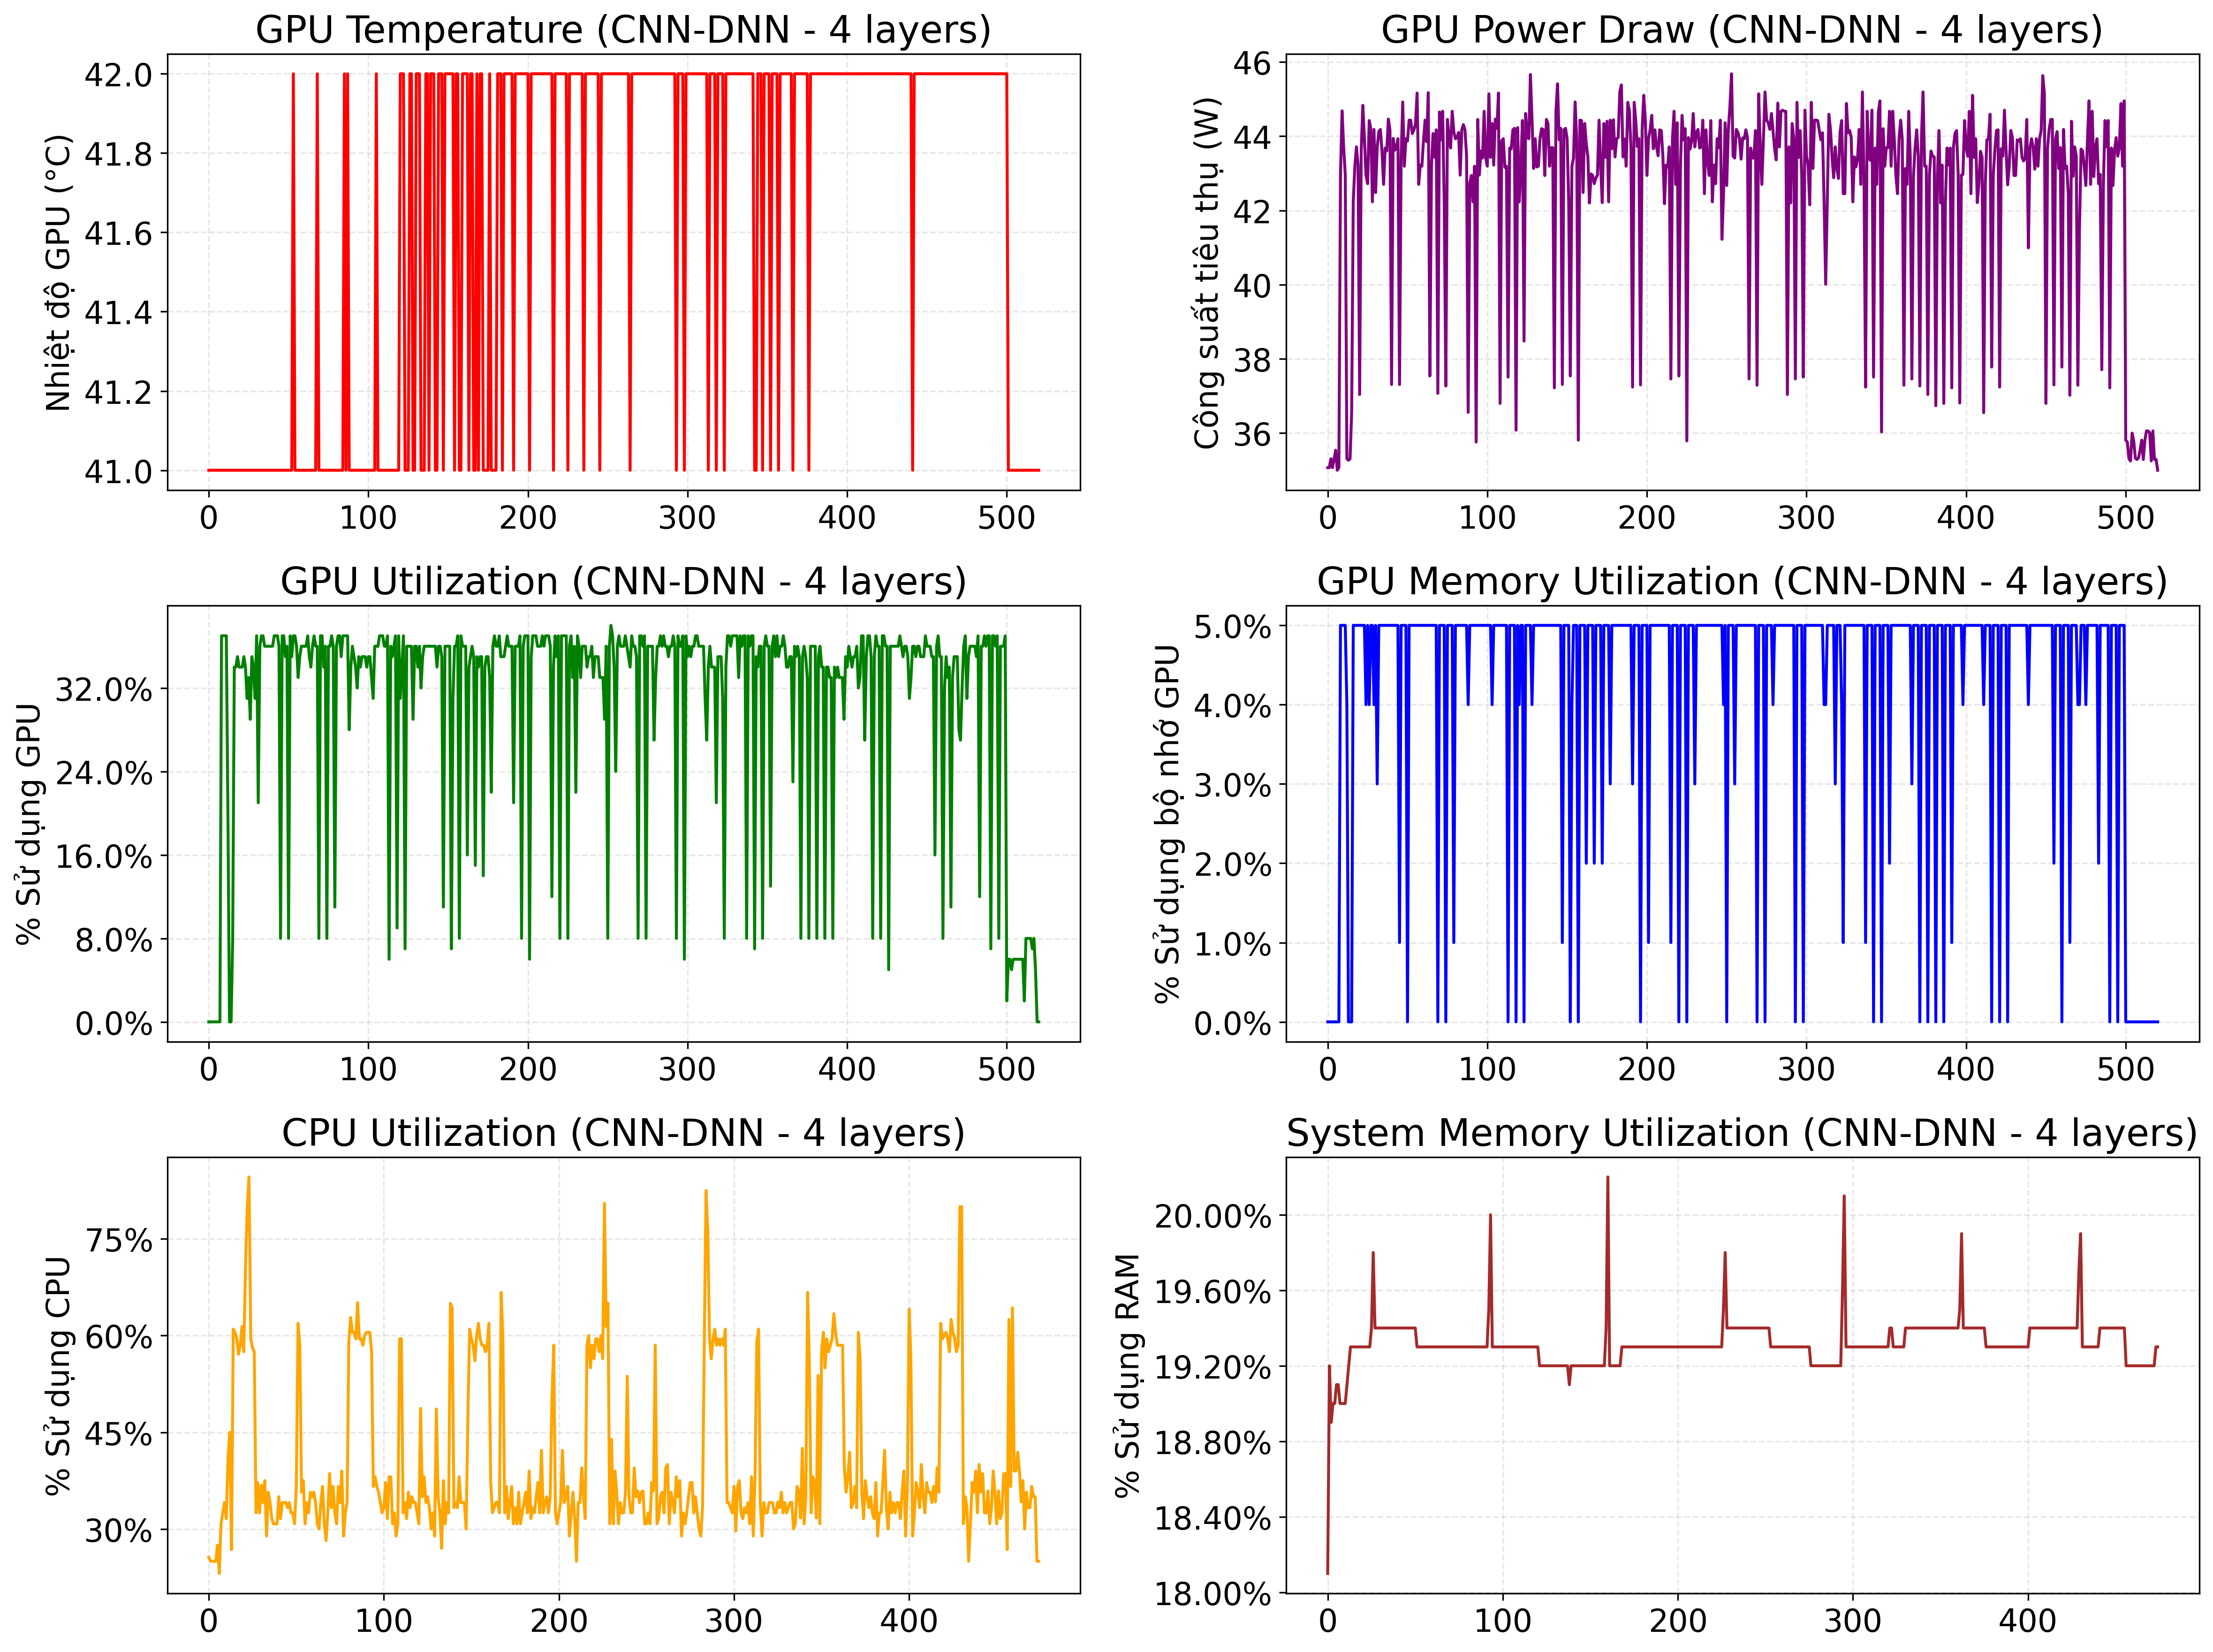 GPU Temperature (CNN-DNN - 4 layers)
Nhiệt độ GPU (°C)
42.0
41.8
41.6
41.4
41.2
41.0
0 100 200 300 400 500
GPU Power Draw (CNN-DNN - 4 layers)
Công suất tiêu thụ (W)
46
44
42
40
38
36
0 100 200 300 400 500
GPU Utilization (CNN-DNN - 4 layers)
% Sử dụng GPU
32.0%
24.0%
16.0%
8.0%
0.0%
0 100 200 300 400 500
GPU Memory Utilization (CNN-DNN - 4 layers)
% Sử dụng bộ nhớ GPU
5.0%
4.0%
3.0%
2.0%
1.0%
0.0%
0 100 200 300 400 500
CPU Utilization (CNN-DNN - 4 layers)
% Sử dụng CPU
75%
60%
45%
30%
0 100 200 300 400
System Memory Utilization (CNN-DNN - 4 layers)
% Sử dụng RAM
20.00%
19.60%
19.20%
18.80%
18.40%
18.00%
0 100 200 300 400